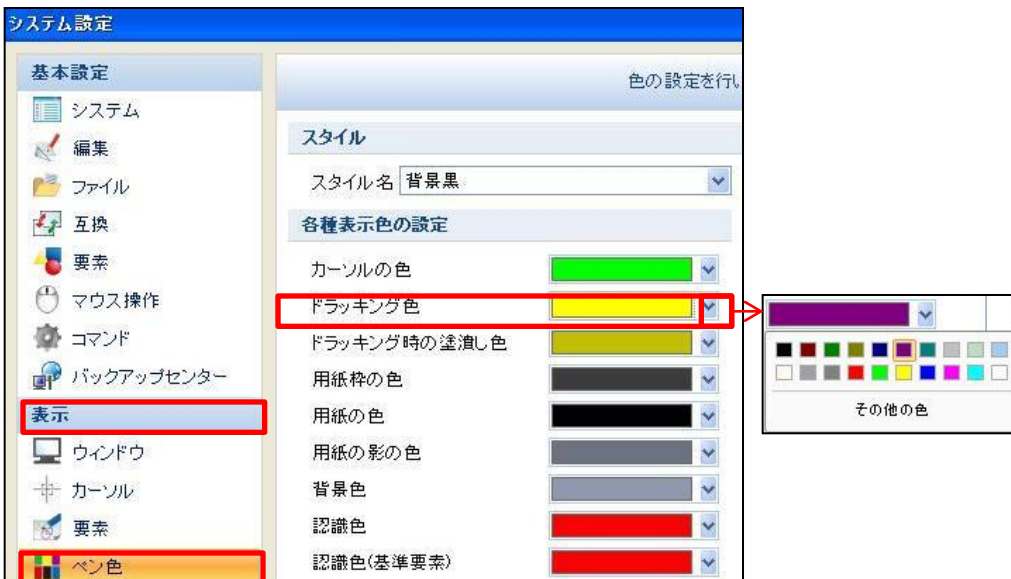 システム設定
基本設定
システム
編集
ファイル
互換
要素
マウス操作
コマンド
バックアップセンター
表示
ウィンドウ
カーソル
要素
ペン色
色の設定を行い
スタイル
スタイル名 背景黒
各種表示色の設定
カーソルの色
ドラッキング色
ドラッキング時の塗潰し色
用紙枠の色
用紙の色
用紙の影の色
背景色
認識色
認識色(基準要素)
その他の色